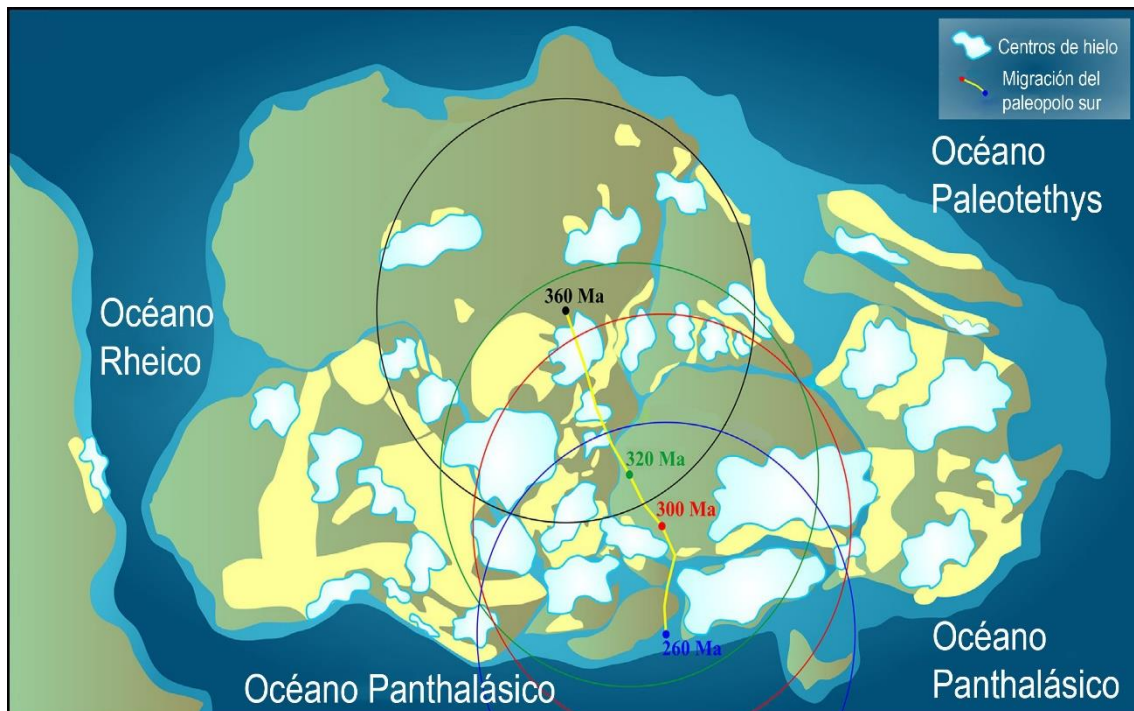 Centros de hielo
Migración del
paleopolo sur
Océano
Paleotethys
Océano
Rheico
360 Ma
320 Ma
300 Ma
260 Ma
Océano Panthalásico
Océano
Panthalásico